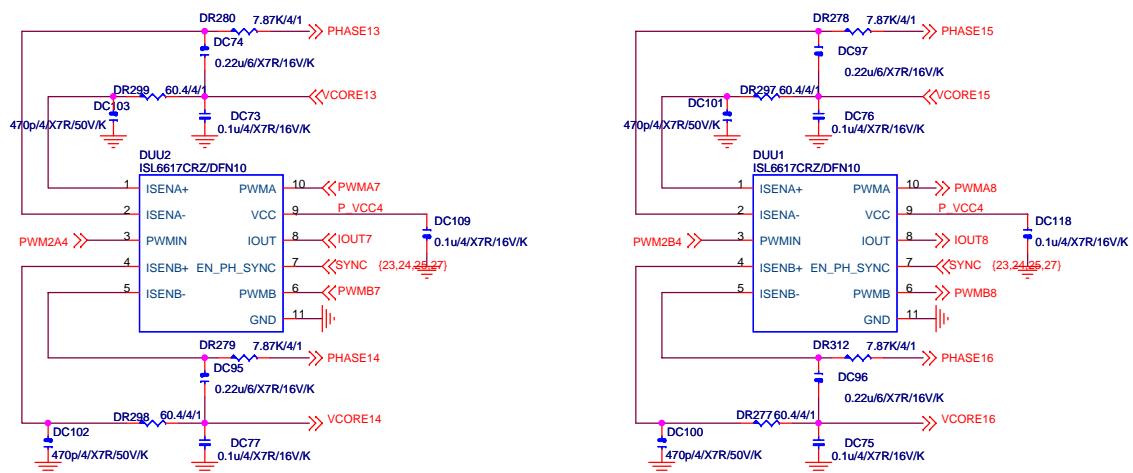 DR280 7.87K/4/1 PHASE13
DC74
0.22u/6/X7R/16V/K
DR299 60.4/4/1 VCORE13
DC103
470p/4/X7R/50V/K
DC73
0.1u/4/X7R/16V/K
DUU2
ISL6617CRZ/DFN10
1 ISENA+ PWMA 10 PWMA7
2 ISENA- VCC 9 P_VCC4
DC109
0.1u/4/X7R/16V/K
PWM2A4 3 PWMIN IOUT 8 IOUT7
4 ISENB+ EN_PH_SYNC 7 SYNC {23,24,25,27}
5 ISENB- PWMB 6 PWMB7
GND 11
DR279 7.87K/4/1 PHASE14
DC95
0.22u/6/X7R/16V/K
DR298 60.4/4/1 VCORE14
DC102
470p/4/X7R/50V/K
DC77
0.1u/4/X7R/16V/K
DR278 7.87K/4/1 PHASE15
DC97
0.22u/6/X7R/16V/K
DR297 60.4/4/1 VCORE15
DC101
470p/4/X7R/50V/K
DC76
0.1u/4/X7R/16V/K
DUU1
ISL6617CRZ/DFN10
1 ISENA+ PWMA 10 PWMA8
2 ISENA- VCC 9 P_VCC4
DC118
0.1u/4/X7R/16V/K
PWM2B4 3 PWMIN IOUT 8 IOUT8
4 ISENB+ EN_PH_SYNC 7 SYNC {23,24,25,27}
5 ISENB- PWMB 6 PWMB8
GND 11
DR312 7.87K/4/1 PHASE16
DC96
0.22u/6/X7R/16V/K
DR277 60.4/4/1 VCORE16
DC100
470p/4/X7R/50V/K
DC75
0.1u/4/X7R/16V/K